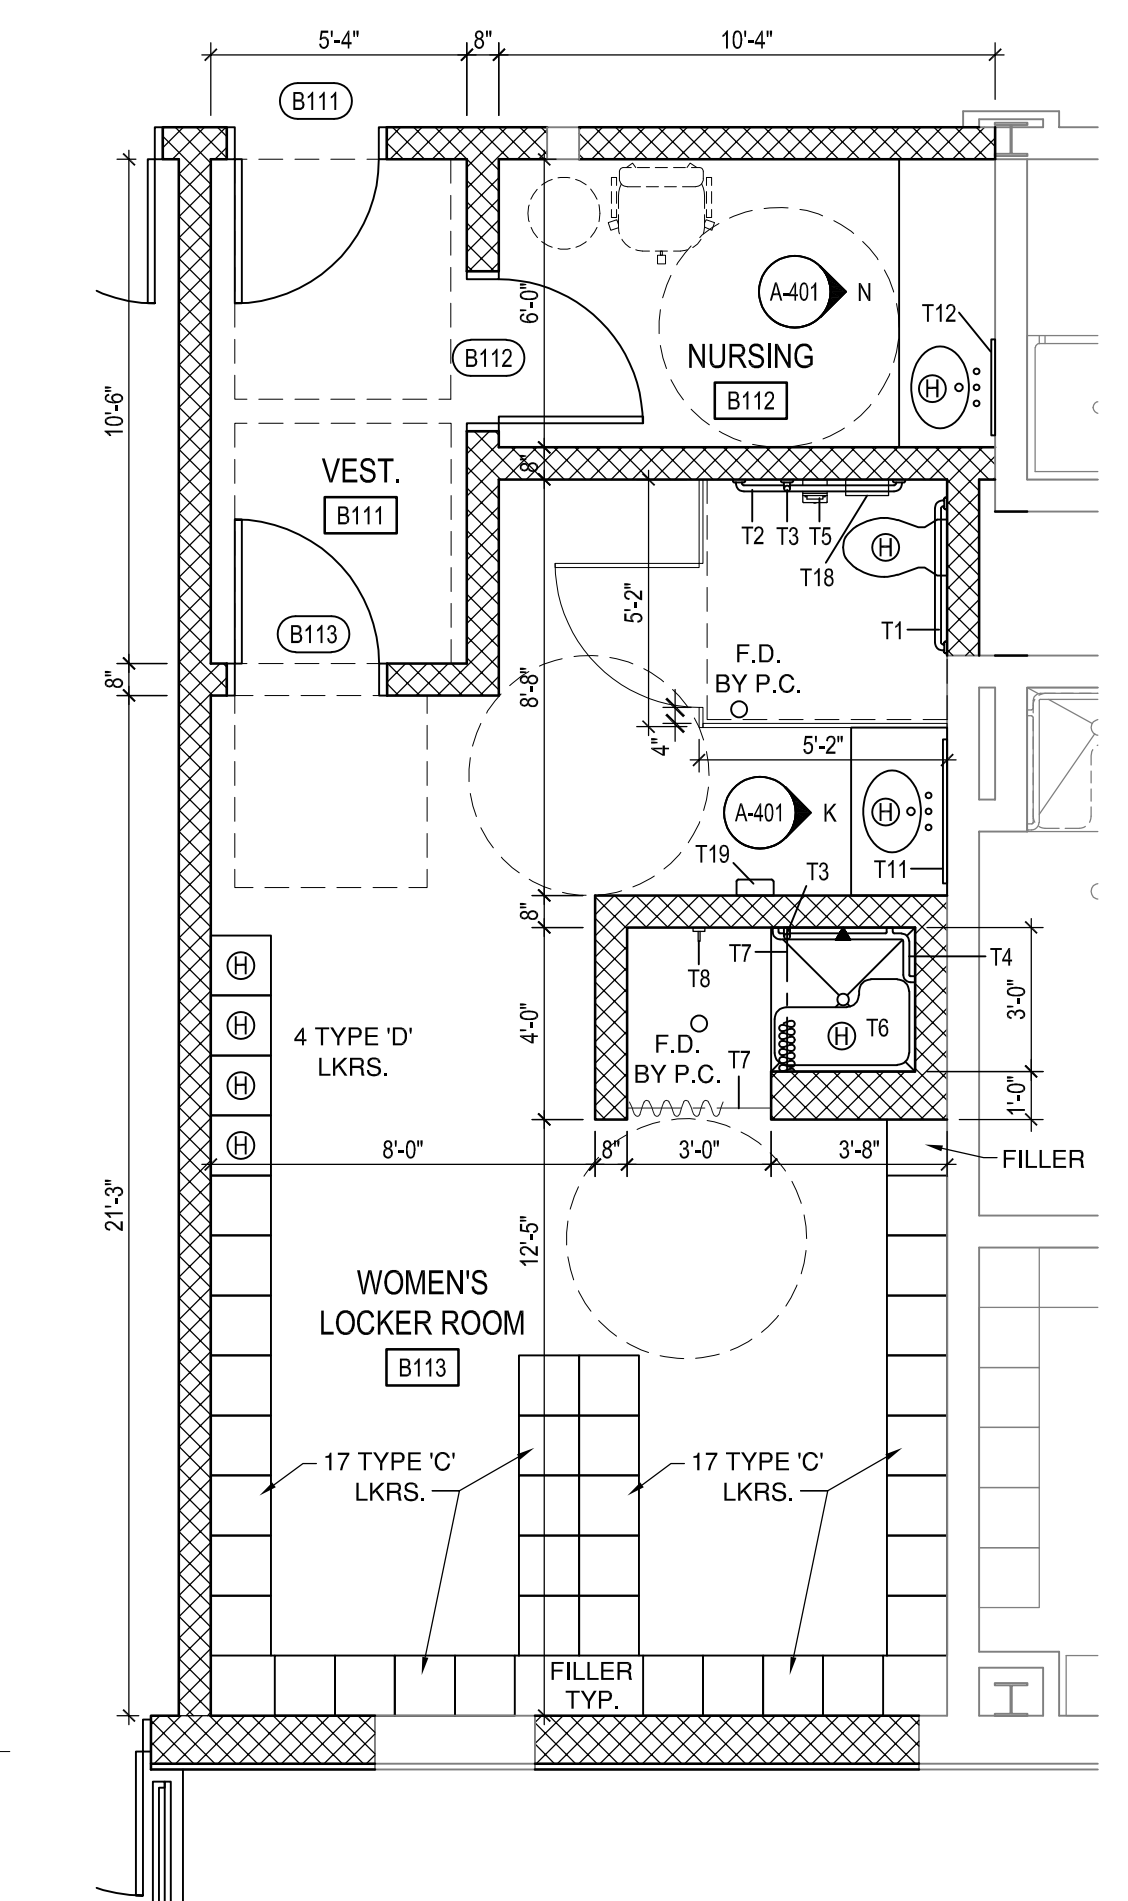 5'-4"
8"
10'-4"
B111
A-401
N
T12
6'-0"
B112
NURSING
B112
H
10'-6"
VEST.
B111
8"
T2
T3
T5
T18
H
T1
5'-2"
B113
F.D.
BY P.C.
8"
8'-8"
4"
5'-2"
A-401
K
H
T19
T3
T11
8"
H
T8
T7
T4
4 TYPE 'D'
LKRS.
H
4'-0"
F.D.
BY P.C.
T7
H
T6
3'-0"
H
1'-0"
H
8'-0"
8"
3'-0"
3'-8"
FILLER
21'-3"
12'-5"
WOMEN'S
LOCKER ROOM
B113
17 TYPE 'C'
LKRS.
17 TYPE 'C'
LKRS.
FILLER
TYP.